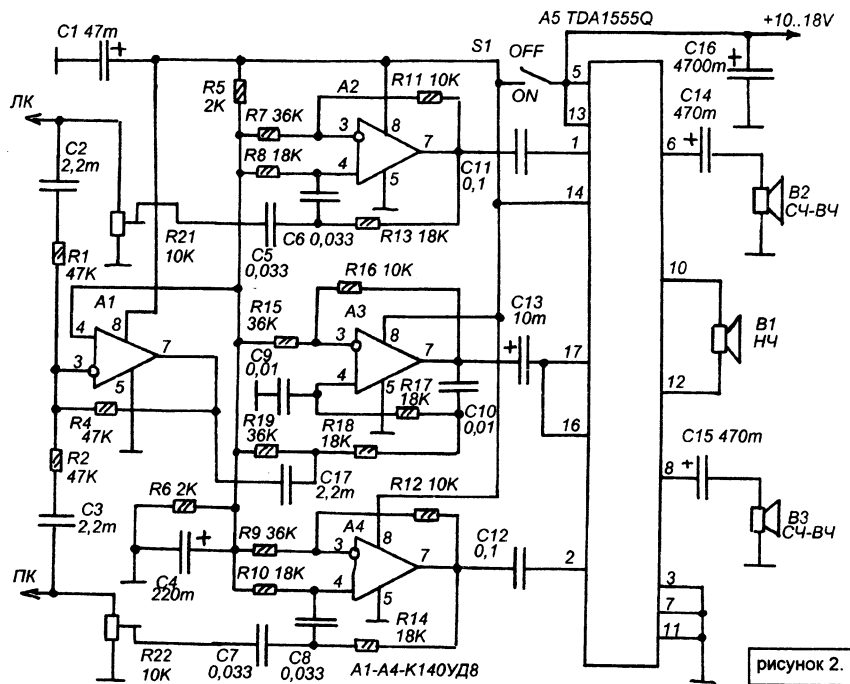 A5 TDA1555Q
+10..18V
C1 47m
+
S1
OFF
ON
C16
4700m
+
5
13
1
14
17
16
2
6
10
12
8
3
7
11
C14
470m
+
B2
СЧ-ВЧ
B1
НЧ
C15 470m
+
B3
СЧ-ВЧ
ЛК
C2
2,2m
R5
2K
R7 36K
R8 18K
A2
R11 10K
3
4
8
7
5
C11
0,1
R21
10K
C5
0,033
C6 0,033
R13 18K
R1
47K
A1
4
3
8
7
5
R15
36K
R16 10K
A3
3
4
8
7
5
C13
10m
+
C9
0,01
R17
18K
C10
0,01
R4
47K
R18
18K
R19
36K
C17
2,2m
R2
47K
C3
2,2m
R6 2K
C4
220m
+
R9 36K
R10 18K
R12 10K
A4
3
4
8
7
5
C12
0,1
R14
18K
ПК
R22
10K
C7
0,033
C8
0,033
A1-A4-К140УД8
рисунок 2.